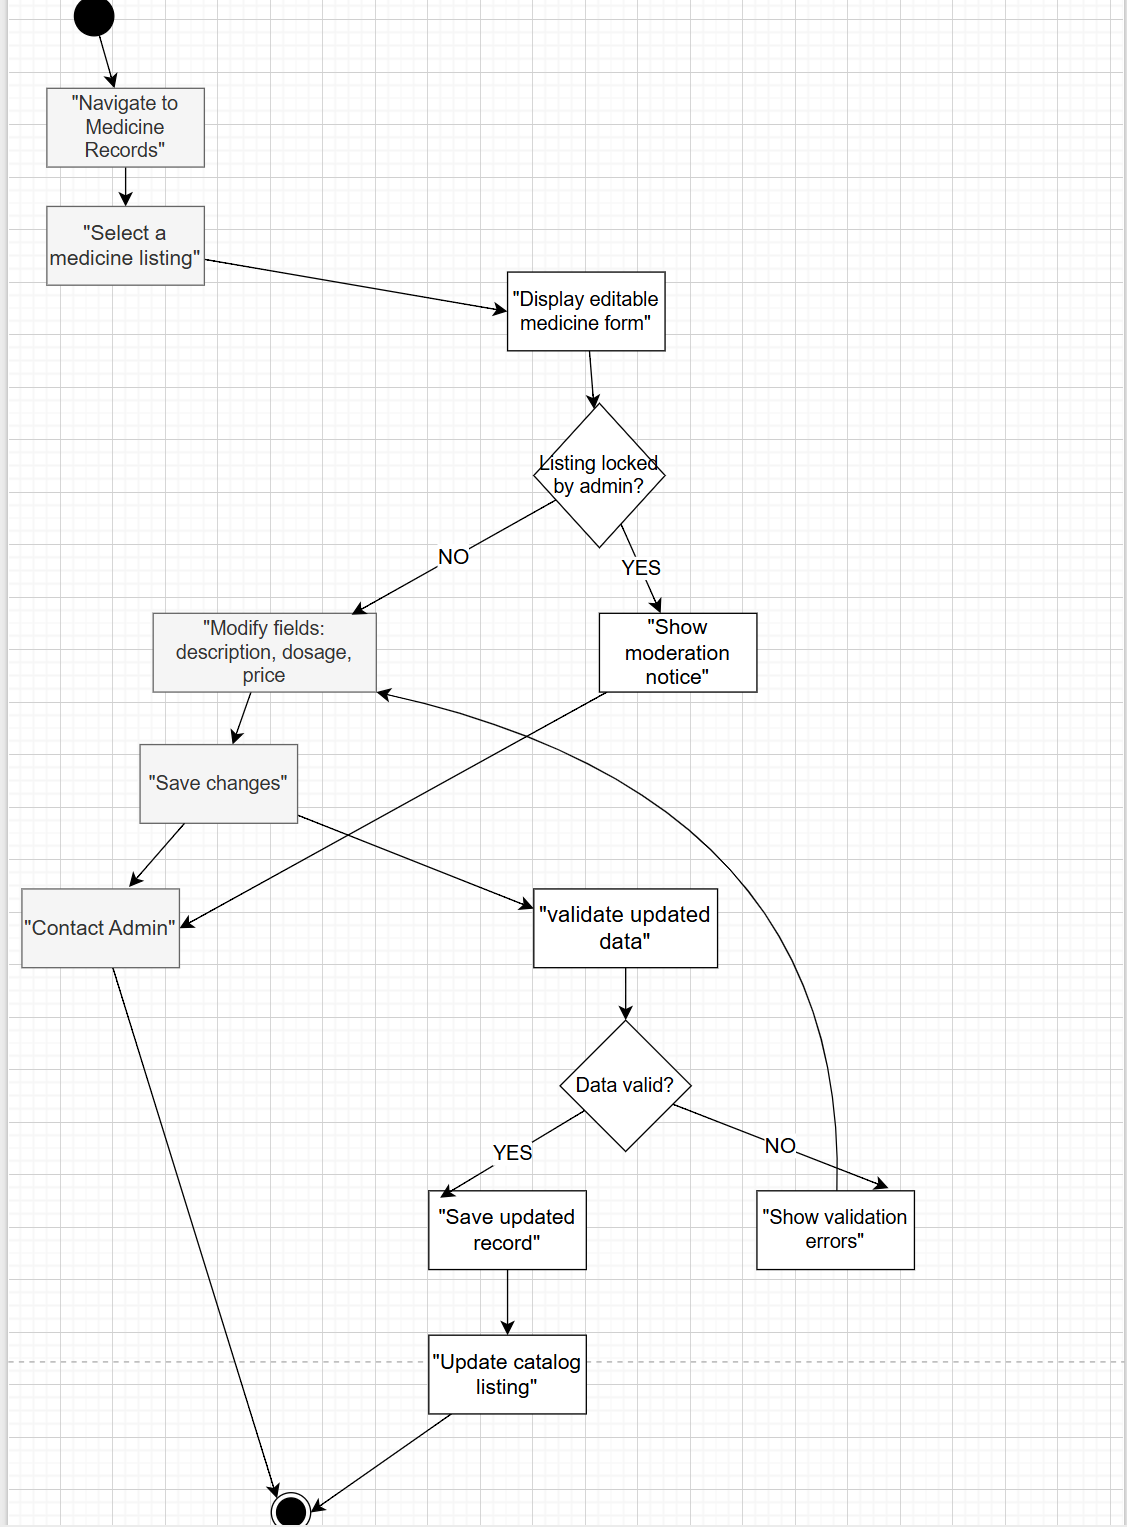 "Navigate to
Medicine
Records"
"Select a
medicine listing"
"Display editable
medicine form"
Listing locked
by admin?
NO
YES
"Modify fields:
description, dosage,
price
"Show
moderation
notice"
"Save changes"
"Contact Admin"
"validate updated
data"
Data valid?
YES
NO
"Save updated
record"
"Show validation
errors"
"Update catalog
listing"